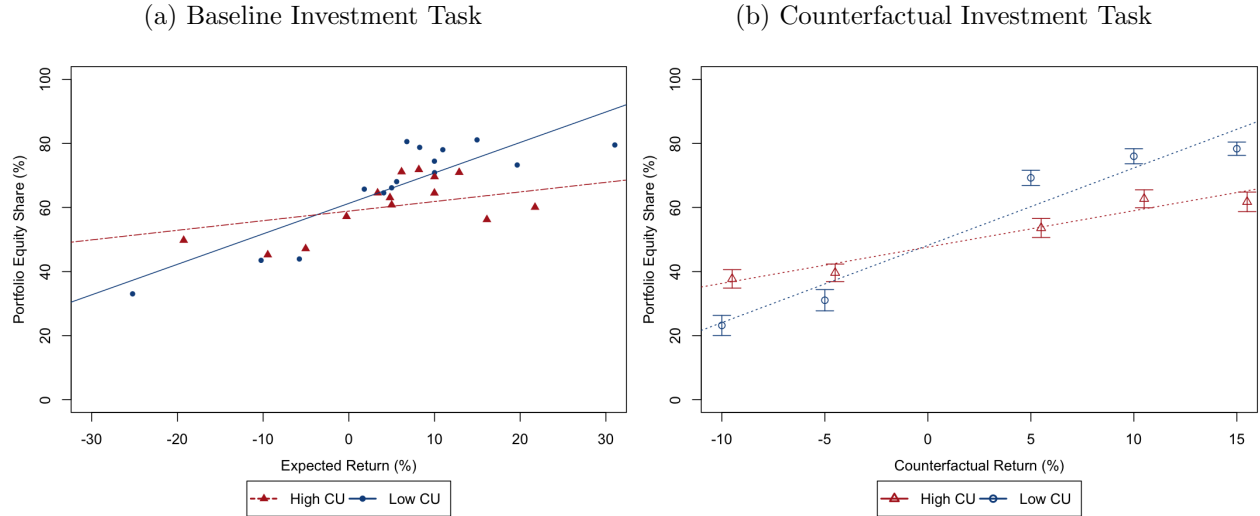 (a) Baseline Investment Task
Portfolio Equity Share (%)
100
80
60
40
20
0
-30 -20 -10 0 10 20 30
Expected Return (%)
High CU Low CU
(b) Counterfactual Investment Task
Portfolio Equity Share (%)
100
80
60
40
20
0
-10 -5 0 5 10 15
Counterfactual Return (%)
High CU Low CU